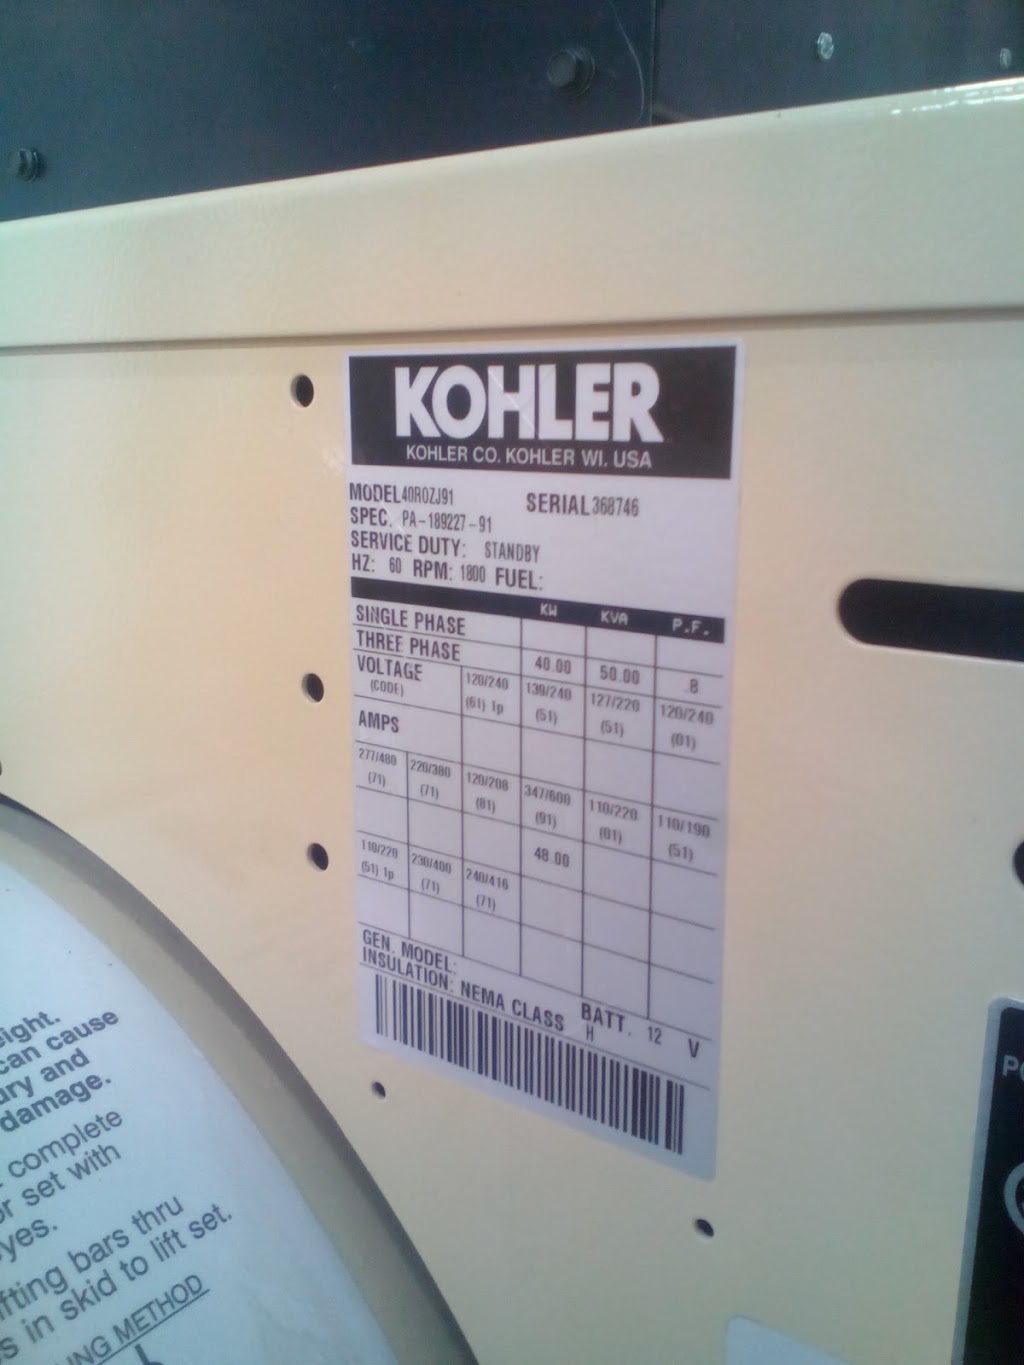 KOHLER
KOHLER CO. KOHLER WI. USA
MODEL 40ROZJ91 SERIAL 368746
SPEC. PA-189227-91
SERVICE DUTY: STANDBY
HZ: 60 RPM: 1800 FUEL:
KW KVA P.F.
SINGLE PHASE
THREE PHASE 40.00 50.00 .8
VOLTAGE 120/240 139/240 127/220 120/240
(CODE) (61) 1p (51) (51) (01)
AMPS
277/480 220/380 120/208 347/600 110/220 110/190
(71) (71) (81) (91) (01) (51)
48.00
110/220 230/400 240/416
(51) 1p (71) (71)
GEN. MODEL: BATT. 12 V
INSULATION: NEMA CLASS H
can cause
and
damage.
complete
set with
bars thru
in skid to lift set.
METHOD